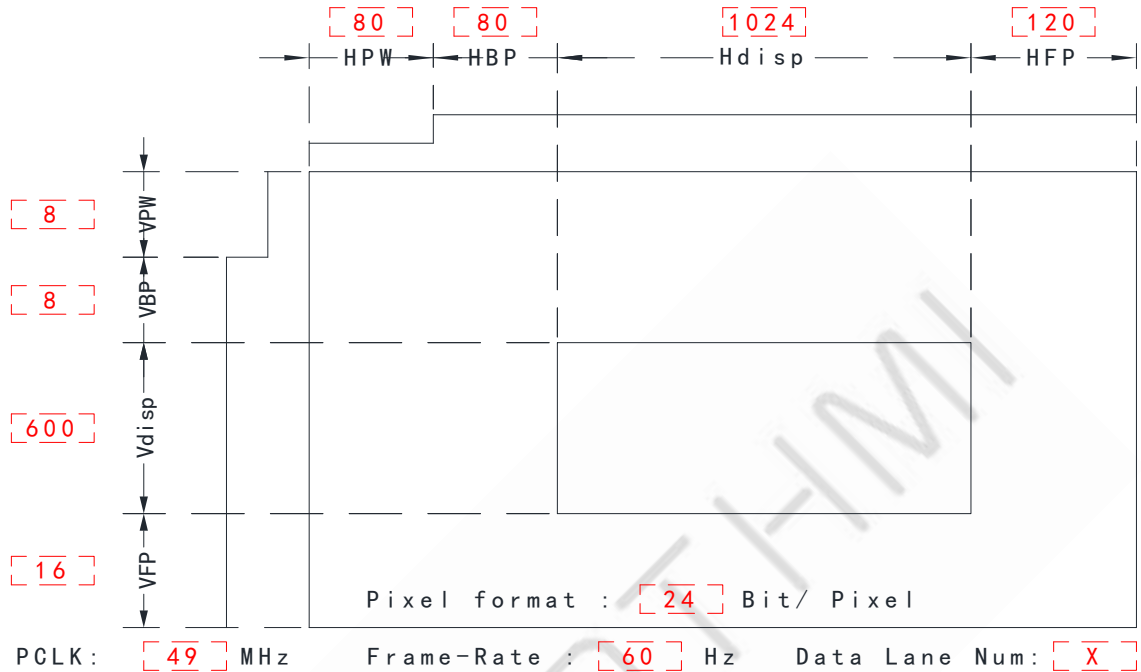 80 80 1024 120
HPW HBP Hdisp HFP
8 VPW
8 VBP
600 Vdisp
16 VFP
Pixel format : 24 Bit/ Pixel
PCLK: 49 MHz Frame-Rate : 60 Hz Data Lane Num: X